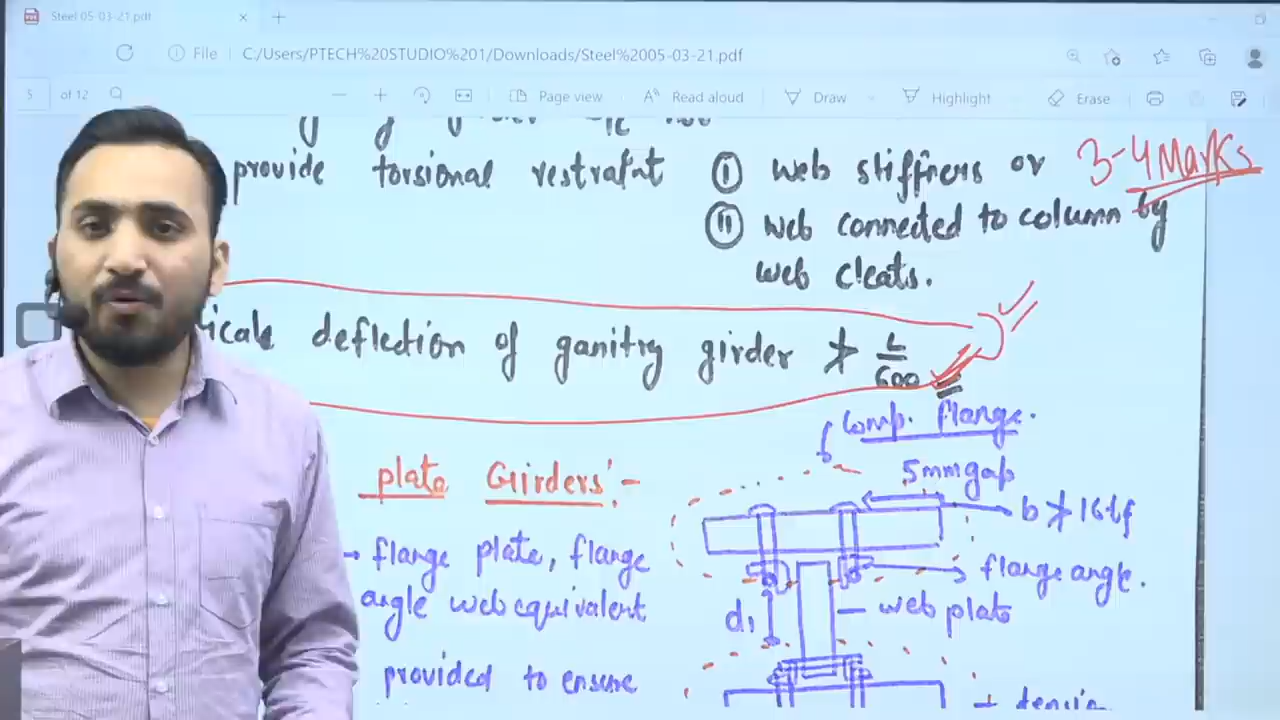 Steel 05-03-21.pdf
File C:/Users/PTECH%20STUDIO%201/Downloads/Steel%2005-03-21.pdf
5 of 12 Page view Read aloud Draw Highlight Erase
provide torsional restraint
(I) web stiffners or
3-4 Marks
(II) web connected to column by
web cleats.
deflection of ganitry girder ≯ L/600
Comp. flange.
plate Girders:-
5mm gap
b ≯ 16tf
→ flange plate, flange
flange angle.
angle web equivalent
d1
web plate
provided to ensure